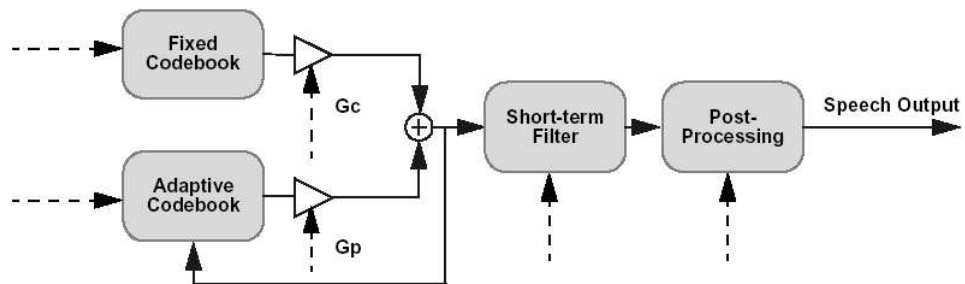 Fixed
Codebook
Gc
Adaptive
Codebook
Gp
+
Short-term
Filter
Post-
Processing
Speech Output